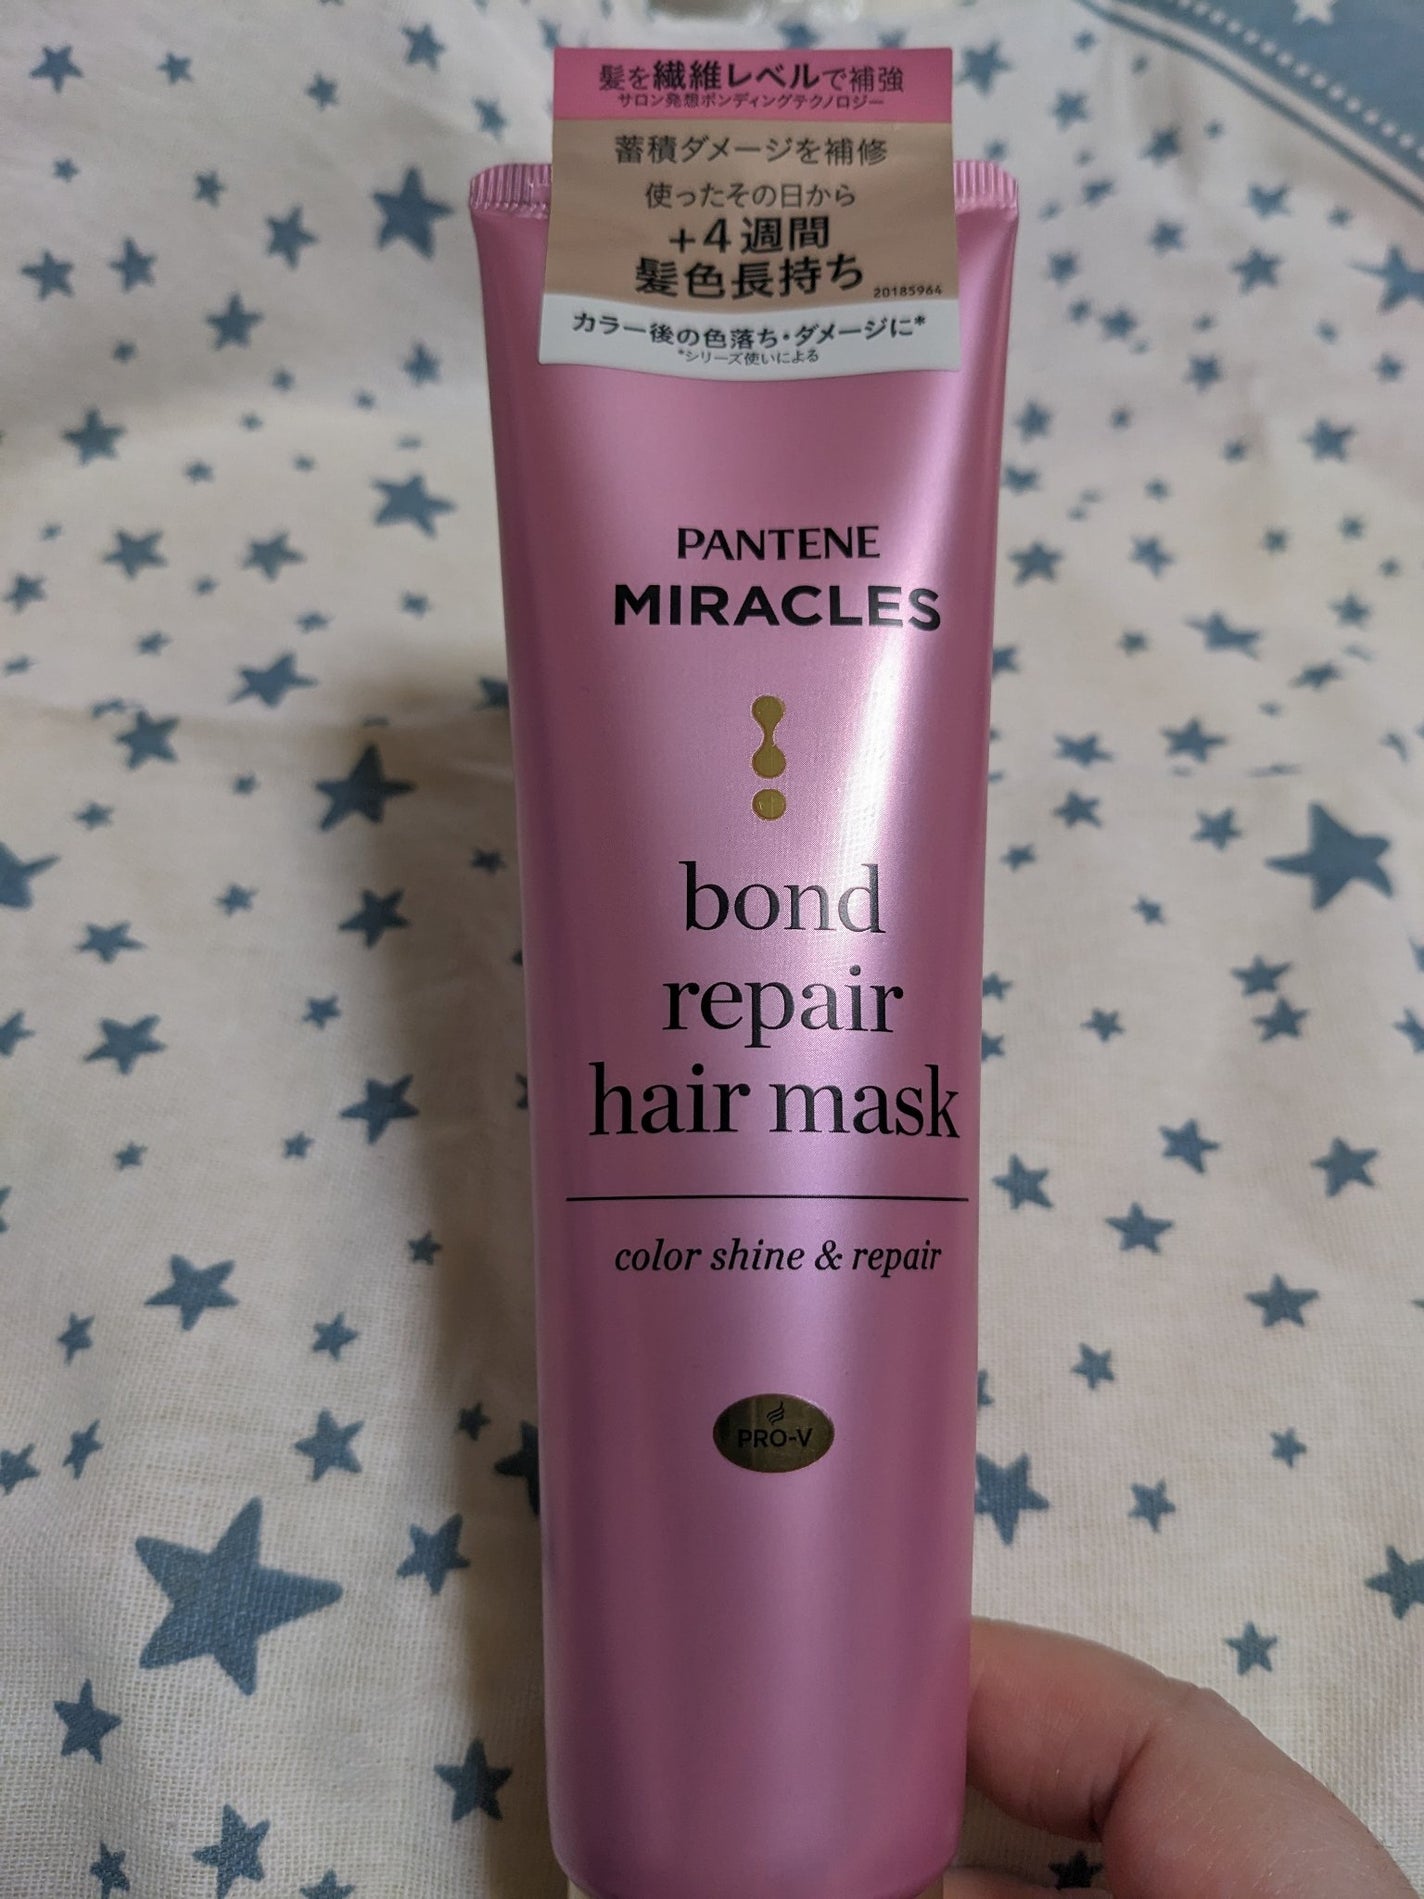 髪を繊維レベルで補強
サロン発想ボンディングテクノロジー
蓄積ダメージを補修
使ったその日から
+4週間
髪色長持ち
20185964
カラー後の色落ち・ダメージに*
*シリーズ使いによる
PANTENE
MIRACLES
bond
repair
hair mask
color shine & repair
PRO-V